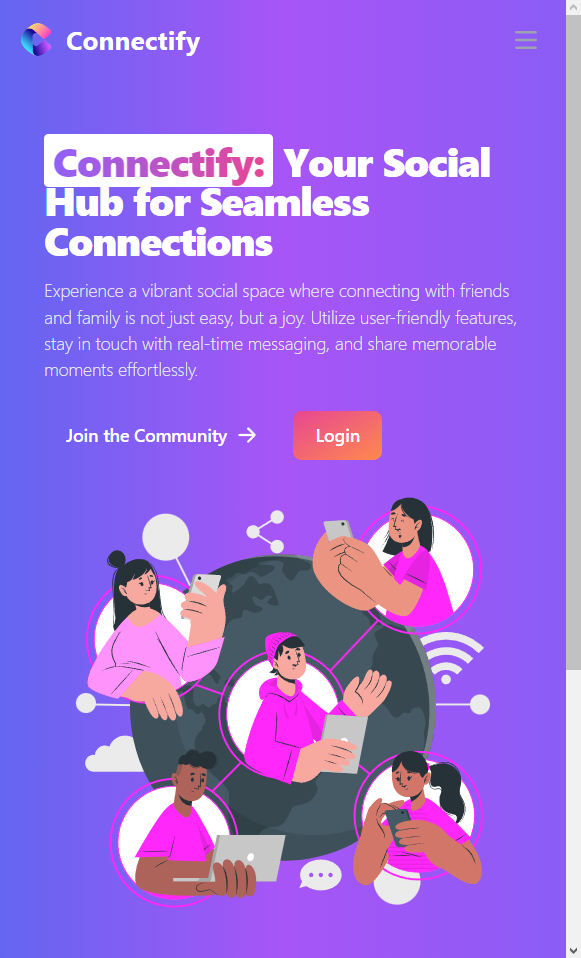 Connectify
Connectify: Your Social
Hub for Seamless
Connections
Experience a vibrant social space where connecting with friends
and family is not just easy, but a joy. Utilize user-friendly features,
stay in touch with real-time messaging, and share memorable
moments effortlessly.
Join the Community → Login